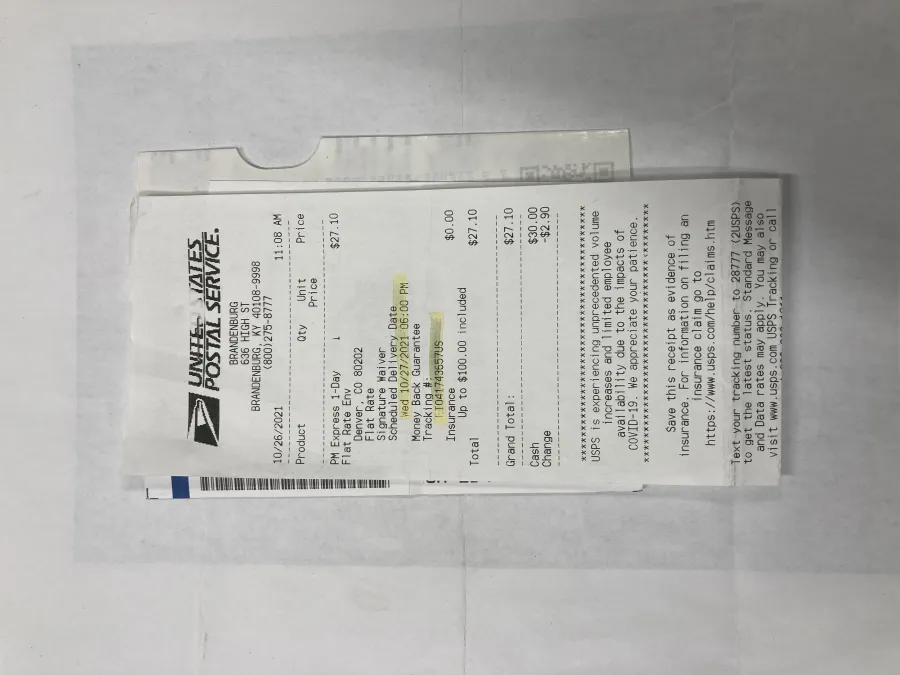 UNITED STATES
POSTAL SERVICE.
BRANDENBURG
636 HIGH ST
BRANDENBURG, KY 40108-9998
(800)275-8777
10/26/2021 11:08 AM
Product Qty Unit Price
Price
PM Express 1-Day 1 $27.10
Flat Rate Env
Denver, CO 80202
Flat Rate
Signature Waiver
Scheduled Delivery Date
Wed 10/27/2021 06:00 PM
Money Back Guarantee
Tracking #:
EI041743657US
Insurance $0.00
Up to $100.00 included
Total $27.10
Grand Total: $27.10
Cash $30.00
Change -$2.90
USPS is experiencing unprecedented volume
increases and limited employee
availability due to the impacts of
COVID-19. We appreciate your patience.
Save this receipt as evidence of
insurance. For information on filing an
insurance claim go to
https://www.usps.com/help/claims.htm
Text your tracking number to 28777 (2USPS)
to get the latest status. Standard Message
and Data rates may apply. You may also
visit www.usps.com USPS Tracking or call